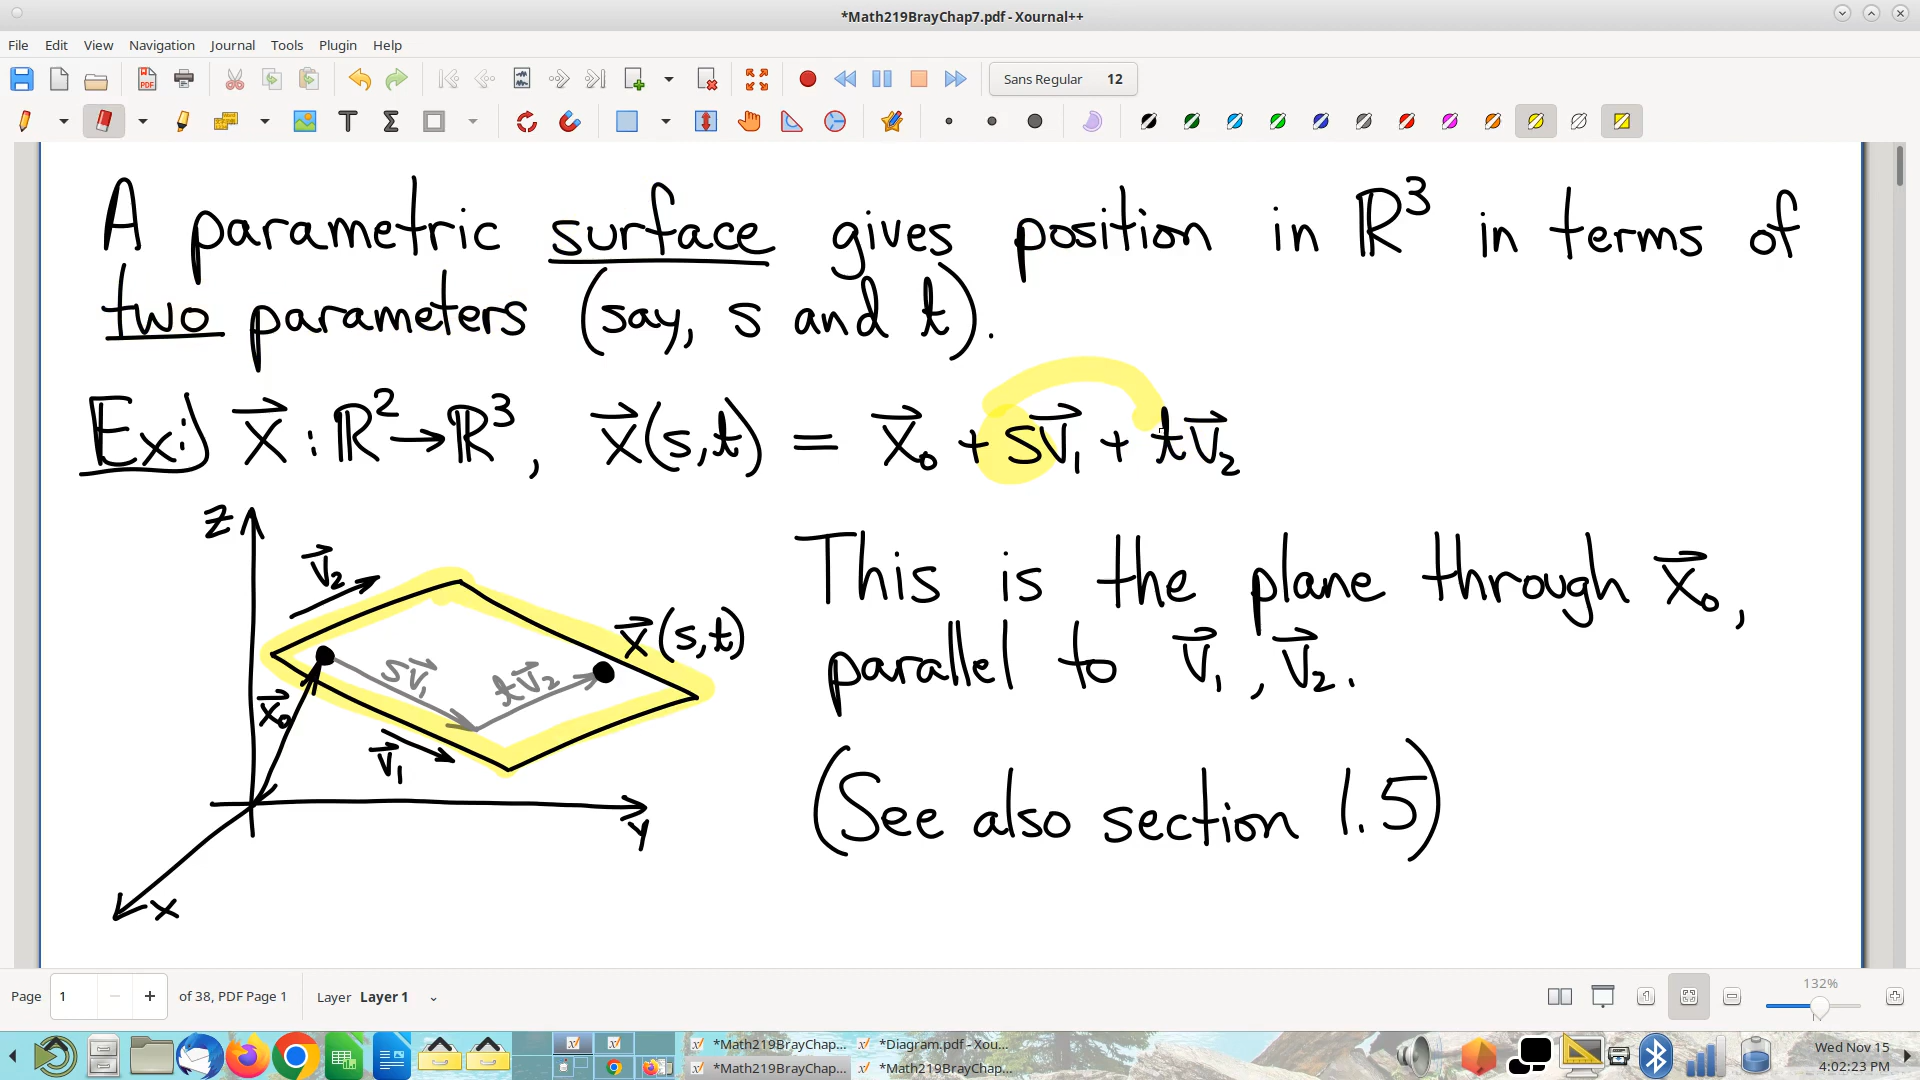 *Math219BrayChap7.pdf - Xournal++
File Edit View Navigation Journal Tools Plugin Help
Sans Regular 12
A parametric surface gives position in ℝ³ in terms of
two parameters (say, s and t).
Ex: X⃗ : ℝ² → ℝ³, x⃗(s,t) = x⃗₀ + sv⃗₁ + tv⃗₂
z
v⃗₂
x⃗(s,t)
sv⃗₁
tv⃗₂
x⃗₀
v⃗₁
y
x
This is the plane through x⃗₀,
parallel to v⃗₁, v⃗₂.
(See also section 1.5)
Page 1 of 38, PDF Page 1 Layer Layer 1
132%
*Math219BrayChap... *Diagram.pdf - Xou...
*Math219BrayChap... *Math219BrayChap...
Wed Nov 15
4:02:23 PM